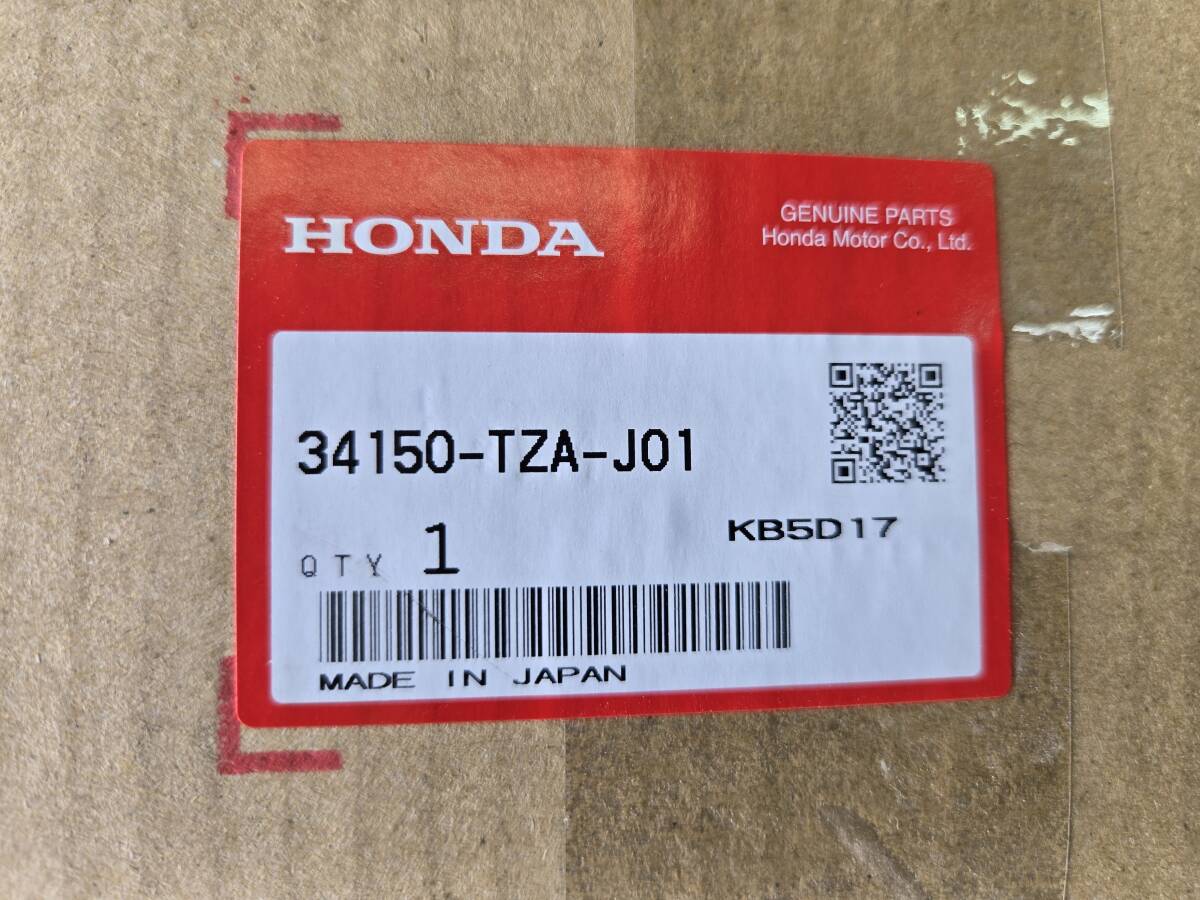 HONDA
GENUINE PARTS
Honda Motor Co., Ltd.
34150-TZA-J01
KB5D17
QTY 1
MADE IN JAPAN